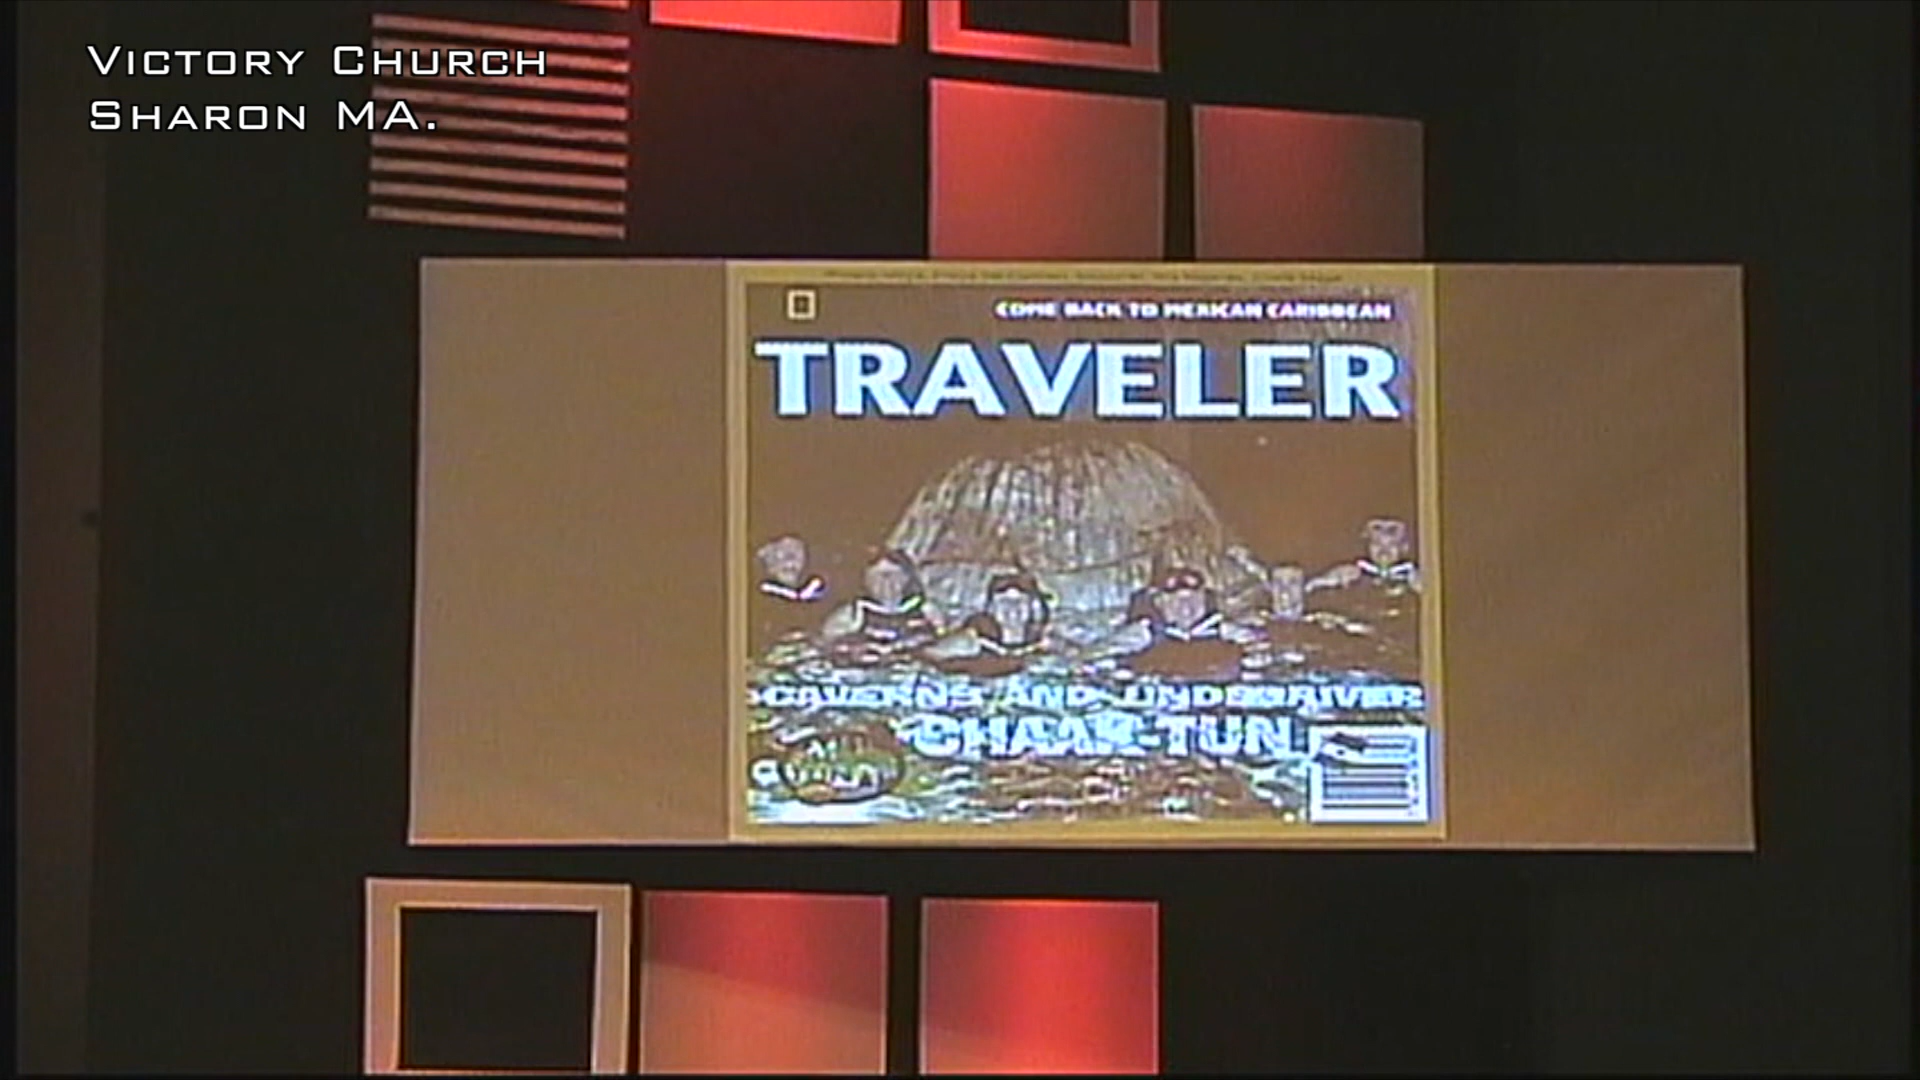 Victory Church
Sharon MA.
COME BACK TO MEXICAN CARIBBEAN
TRAVELER
CAVERNS AND UNDERRIVER
CHAAK-TUN